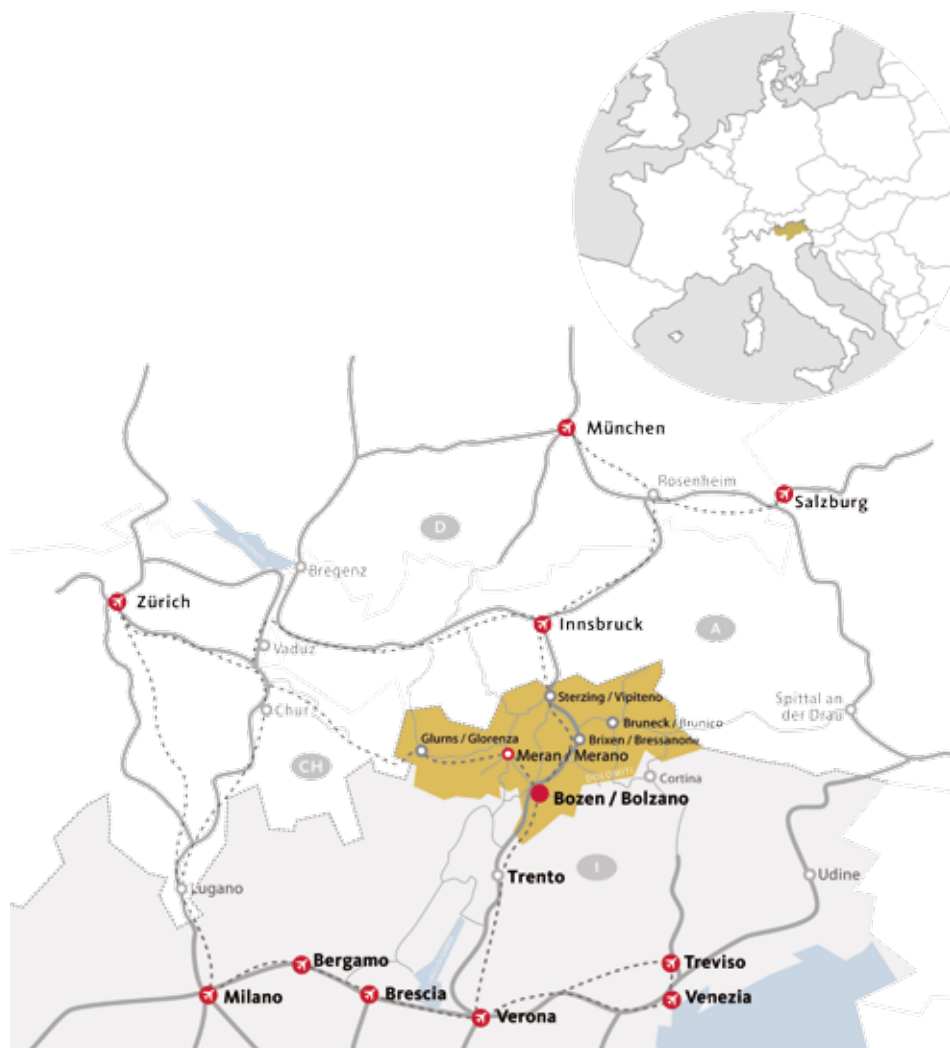 München
Rosenheim
Salzburg
D
Bregenz
Zürich
Innsbruck
A
Vaduz
Sterzing / Vipiteno
Spittal an
der Drau
Chur
Bruneck / Brunico
Glurns / Glorenza
Brixen / Bressanone
Meran / Merano
CH
DOLOMITI
Cortina
Bozen / Bolzano
I
Trento
Udine
Lugano
Bergamo
Treviso
Milano
Brescia
Venezia
Verona